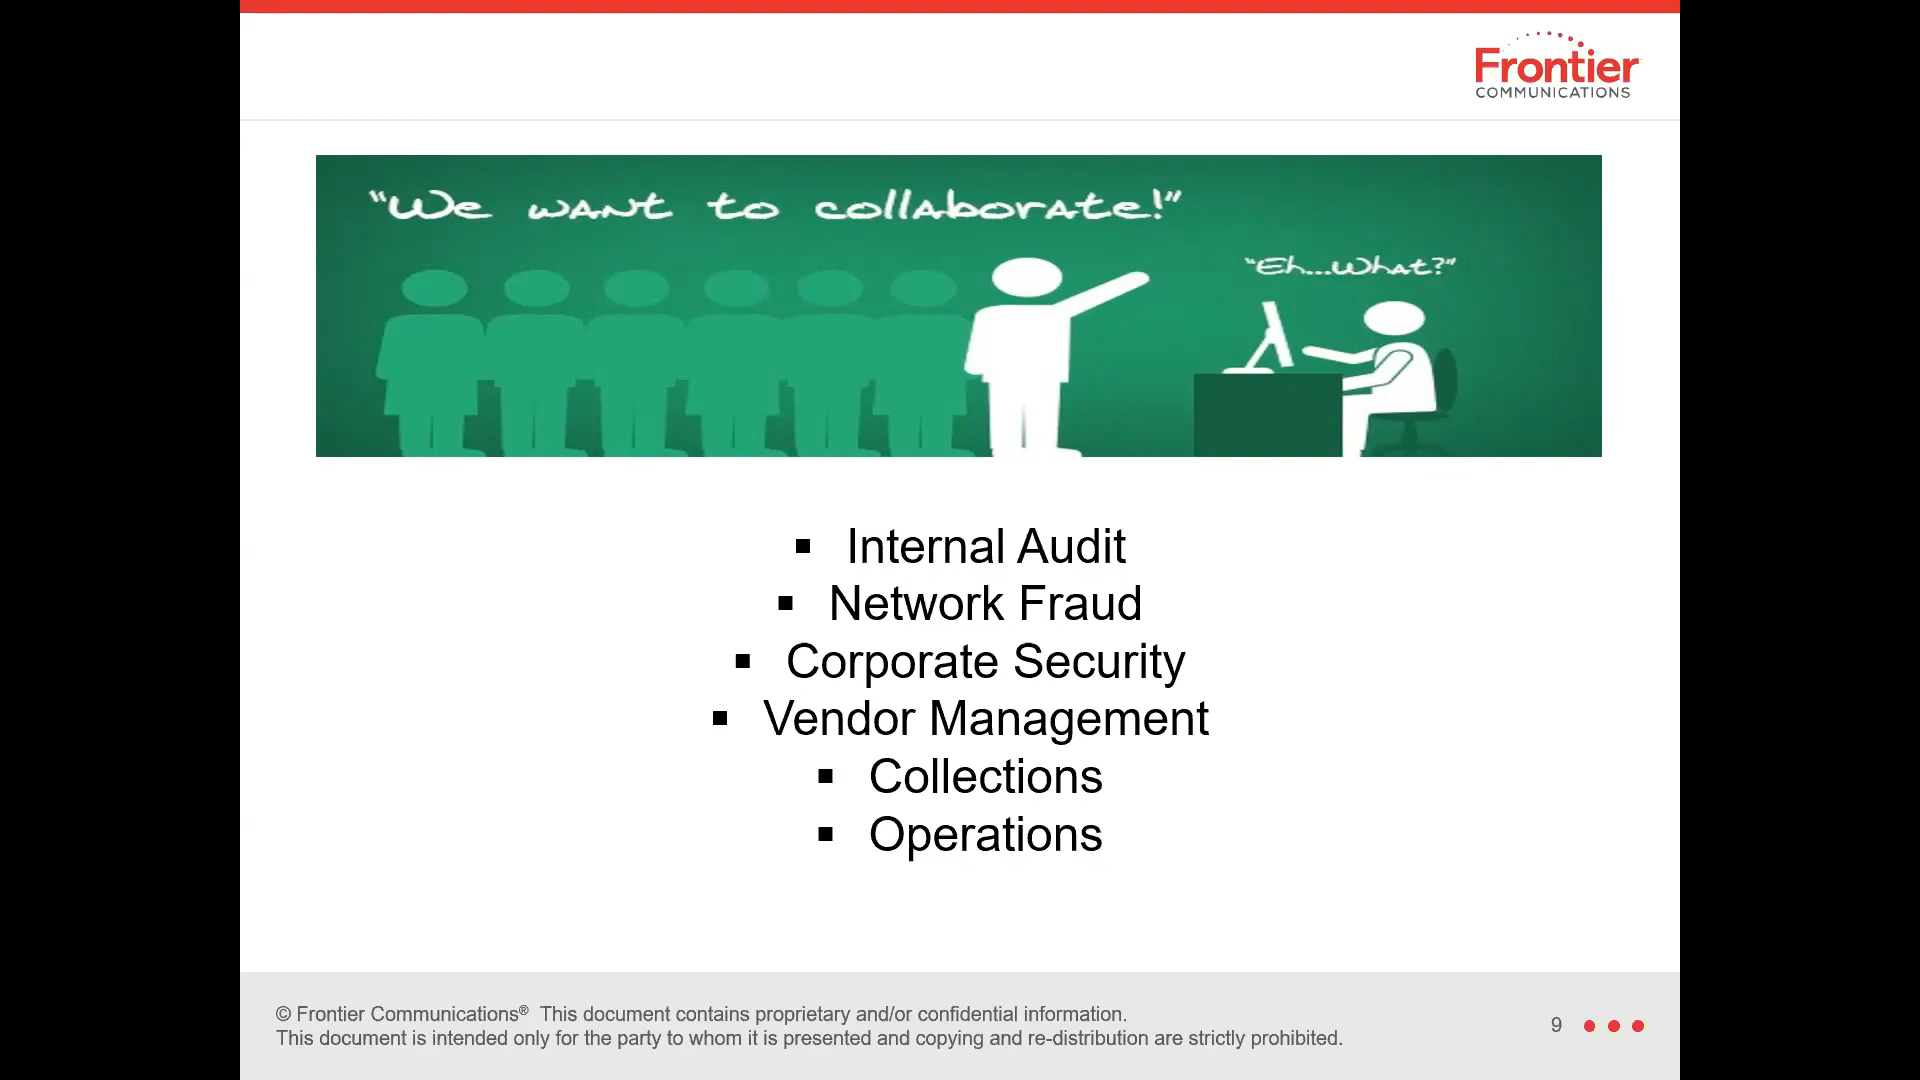 Frontier
COMMUNICATIONS
“We want to collaborate!”
“Eh...What?”
▪ Internal Audit
▪ Network Fraud
▪ Corporate Security
▪ Vendor Management
▪ Collections
▪ Operations
© Frontier Communications® This document contains proprietary and/or confidential information.
This document is intended only for the party to whom it is presented and copying and re-distribution are strictly prohibited.
9